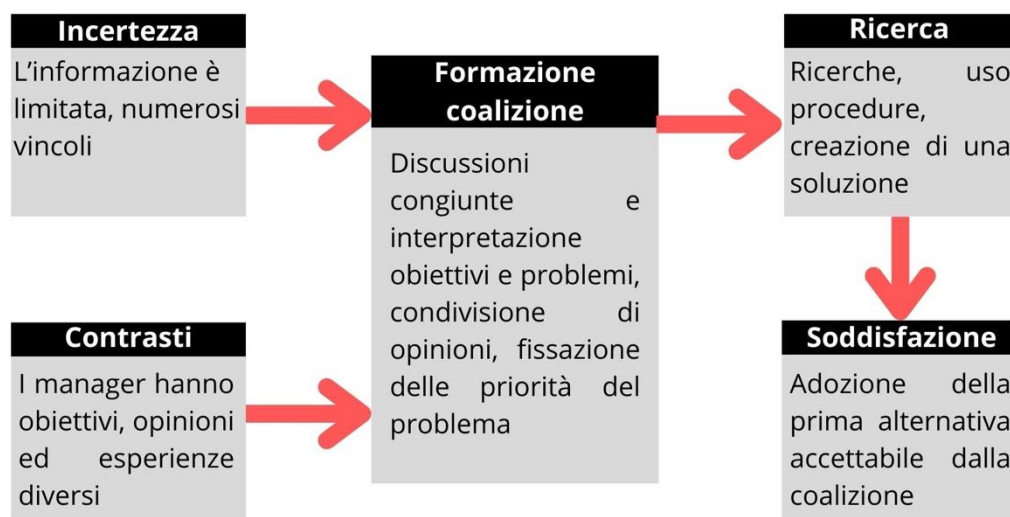 Incertezza
L'informazione è
limitata, numerosi
vincoli
Contrasti
I manager hanno
obiettivi, opinioni
ed esperienze
diversi
Formazione
coalizione
Discussioni
congiunte e
interpretazione
obiettivi e problemi,
condivisione di
opinioni, fissazione
delle priorità del
problema
Ricerca
Ricerche, uso
procedure,
creazione di una
soluzione
Soddisfazione
Adozione della
prima alternativa
accettabile dalla
coalizione